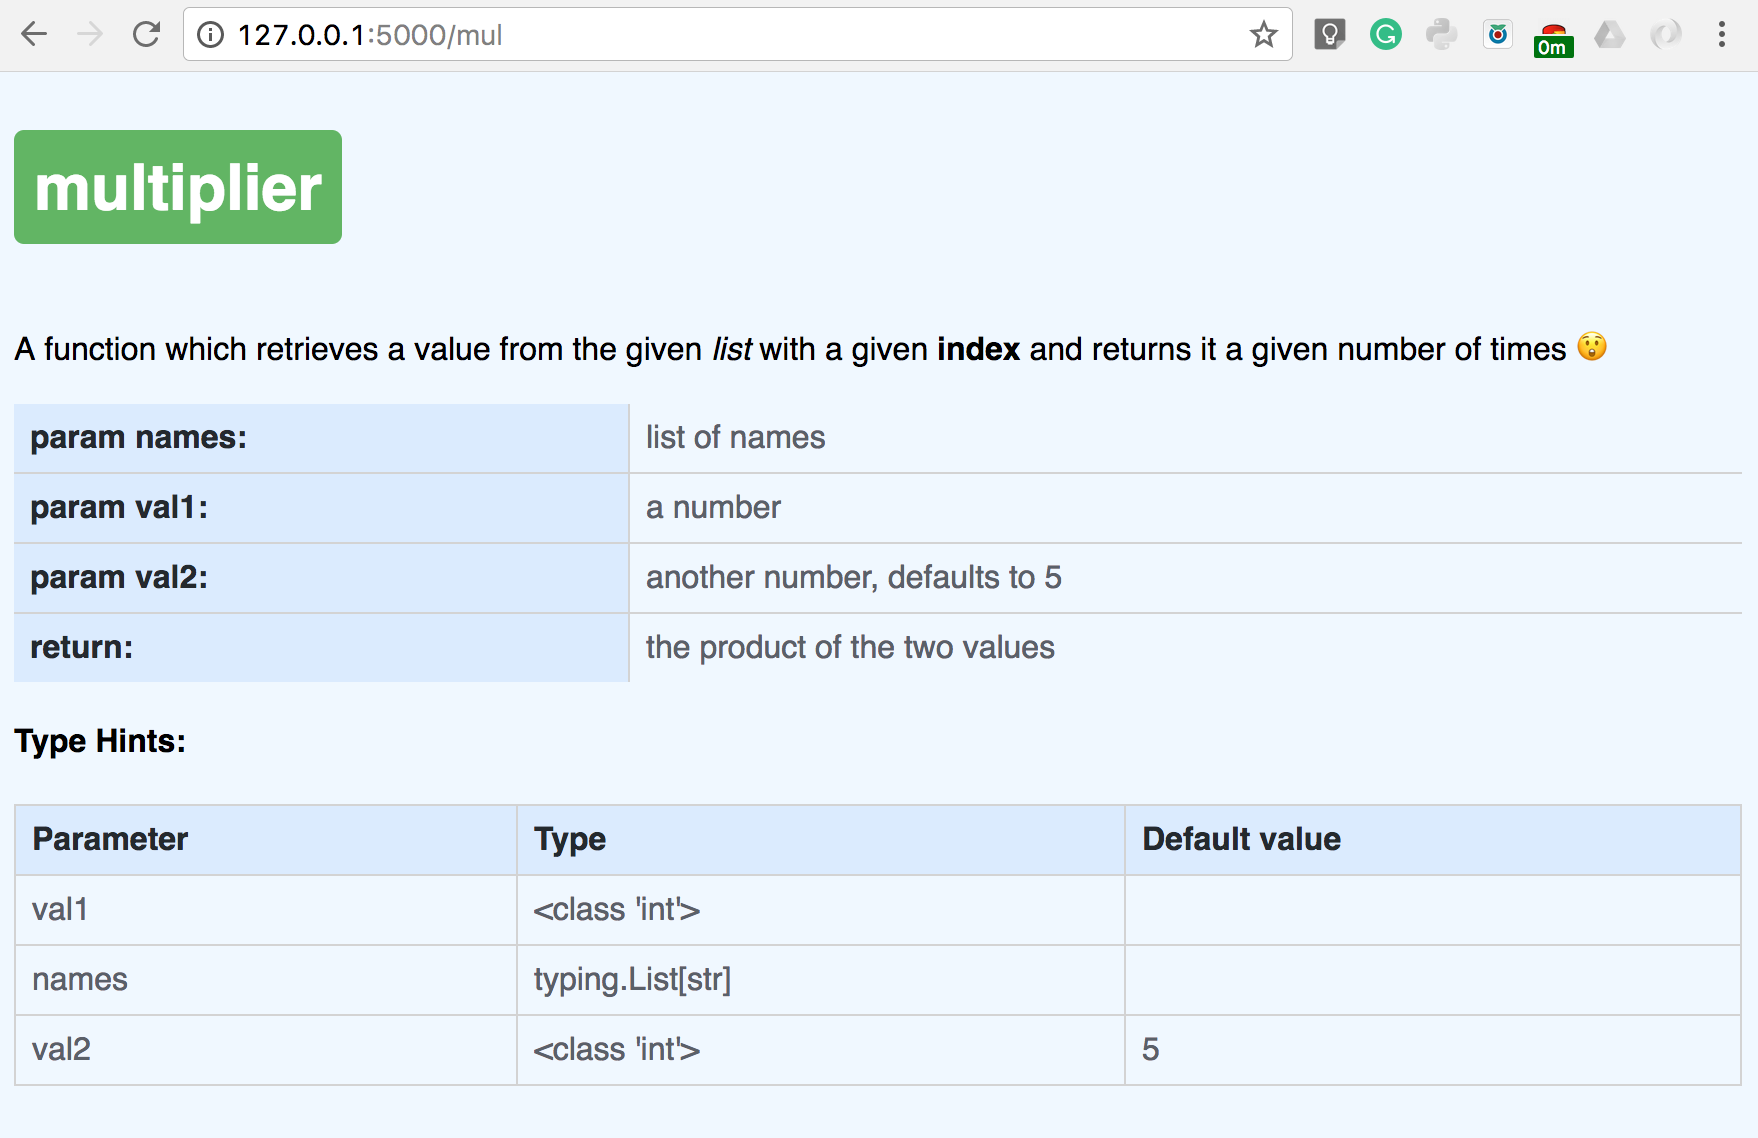 127.0.0.1:5000/mul
0m
multiplier
A function which retrieves a value from the given list with a given index and returns it a given number of times 😲
param names: list of names
param val1: a number
param val2: another number, defaults to 5
return: the product of the two values
Type Hints:
Parameter Type Default value
val1 <class 'int'>
names typing.List[str]
val2 <class 'int'> 5